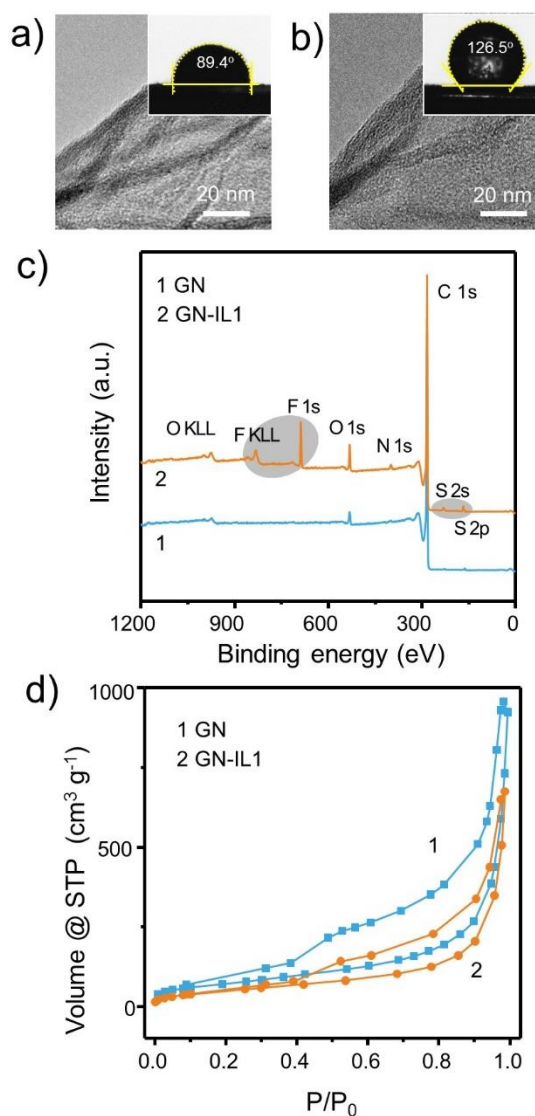 a)
89.4°
20 nm
b)
126.5°
20 nm
c)
1 GN
2 GN-IL1
C 1s
F 1s
O KLL
F KLL
O 1s
N 1s
2
S 2s
S 2p
1
Intensity (a.u.)
1200 900 600 300 0
Binding energy (eV)
d)
1000
1 GN
2 GN-IL1
1
500
2
0
Volume @ STP (cm³ g⁻¹)
0.0 0.2 0.4 0.6 0.8 1.0
P/P₀